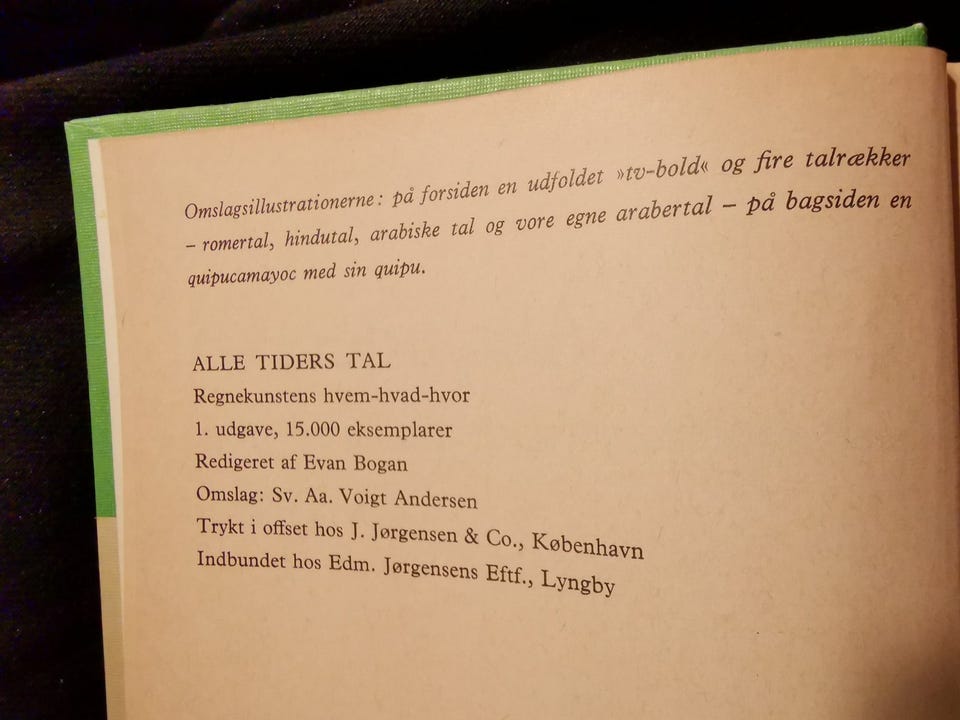 Omslagsillustrationerne: på forsiden en udfoldet »tv-bold« og fire talrækker
– romertal, hindutal, arabiske tal og vore egne arabertal – på bagsiden en
quipucamayoc med sin quipu.
ALLE TIDERS TAL
Regnekunstens hvem-hvad-hvor
1. udgave, 15.000 eksemplarer
Redigeret af Evan Bogan
Omslag: Sv. Aa. Voigt Andersen
Trykt i offset hos J. Jørgensen & Co., København
Indbundet hos Edm. Jørgensens Eftf., Lyngby